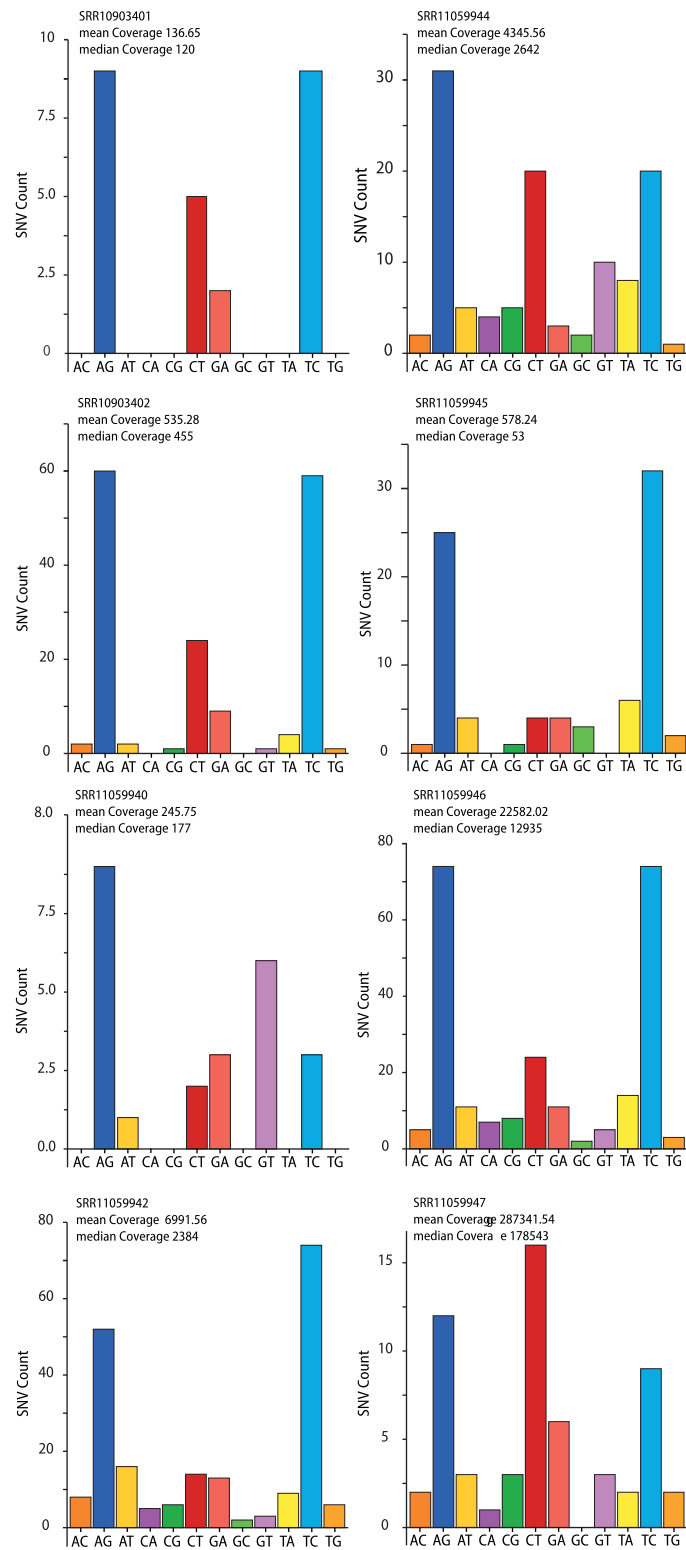 SRR10903401
mean Coverage 136.65
median Coverage 120
10
7.5
5.0
2.5
0
SNV Count
AC AG AT CA CG CT GA GC GT TA TC TG
SRR11059944
mean Coverage 4345.56
median Coverage 2642
30
20
10
0
SNV Count
AC AG AT CA CG CT GA GC GT TA TC TG
SRR10903402
mean Coverage 535.28
median Coverage 455
60
40
20
0
SNV Count
AC AG AT CA CG CT GA GC GT TA TC TG
SRR11059945
mean Coverage 578.24
median Coverage 53
30
20
10
0
SNV Count
AC AG AT CA CG CT GA GC GT TA TC TG
SRR11059940
mean Coverage 245.75
median Coverage 177
8.0
7.5
5.0
2.5
0.0
SNV Count
AC AG AT CA CG CT GA GC GT TA TC TG
SRR11059946
mean Coverage 22582.02
median Coverage 12935
80
60
40
20
0
SNV Count
AC AG AT CA CG CT GA GC GT TA TC TG
SRR11059942
mean Coverage 6991.56
median Coverage 2384
80
60
40
20
0
SNV Count
AC AG AT CA CG CT GA GC GT TA TC TG
SRR11059947
mean Coverage 287341.54
median Covera e 178543
15
10
5
0
SNV Count
AC AG AT CA CG CT GA GC GT TA TC TG